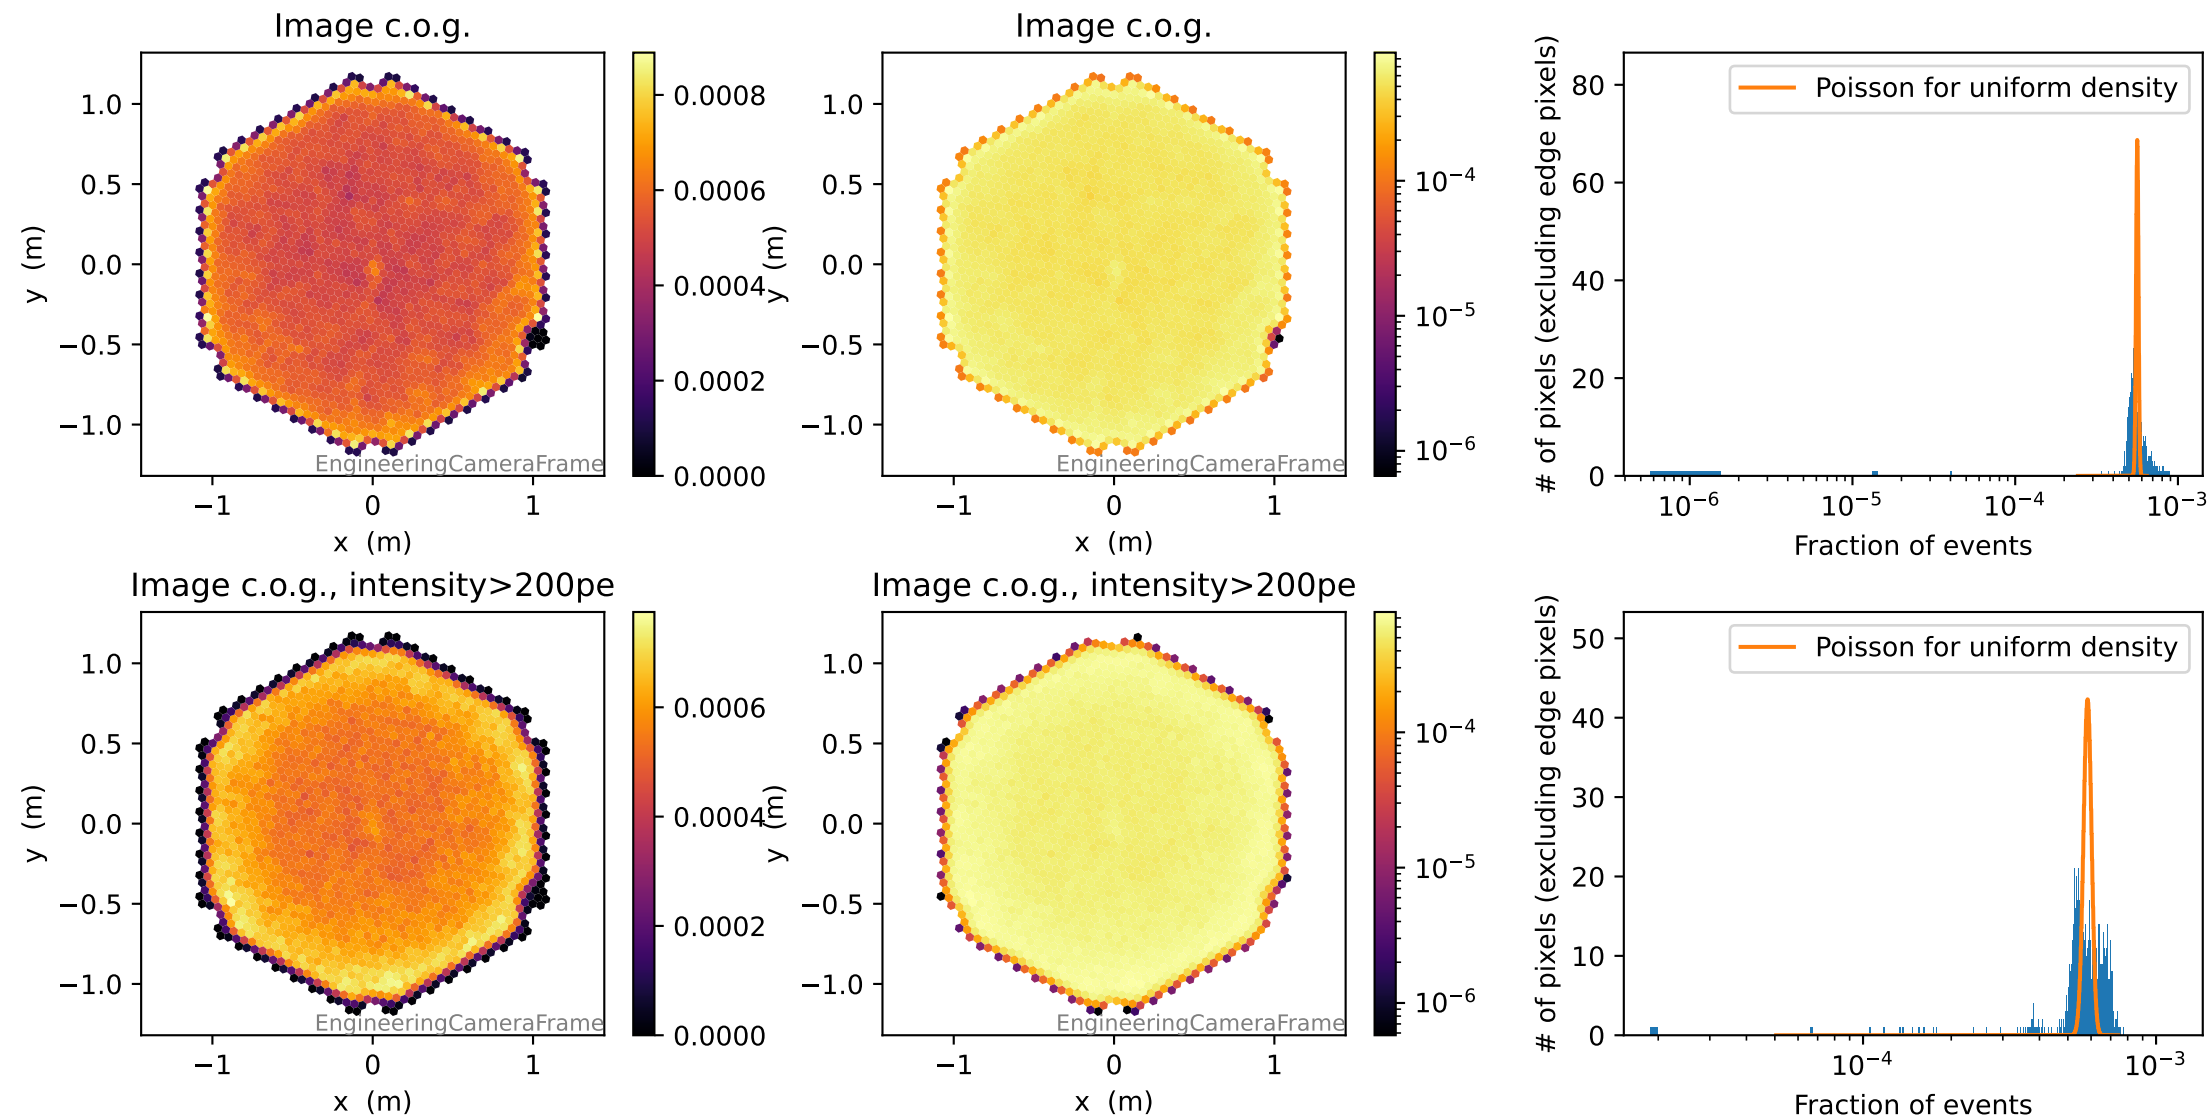 Image c.o.g.
1.0
0.5
0.0
−0.5
−1.0
y (m)
−1
0
1
x (m)
EngineeringCameraFrame
0.0008
0.0006
0.0004
0.0002
0.0000
Image c.o.g.
1.0
0.5
0.0
−0.5
−1.0
y (m)
−1
0
1
x (m)
EngineeringCameraFrame
10⁻⁴
10⁻⁵
10⁻⁶
Poisson for uniform density
80
60
40
20
0
# of pixels (excluding edge pixels)
10⁻⁶
10⁻⁵
10⁻⁴
10⁻³
Fraction of events
Image c.o.g., intensity>200pe
1.0
0.5
0.0
−0.5
−1.0
y (m)
−1
0
1
x (m)
EngineeringCameraFrame
0.0006
0.0004
0.0002
0.0000
Image c.o.g., intensity>200pe
1.0
0.5
0.0
−0.5
−1.0
y (m)
−1
0
1
x (m)
EngineeringCameraFrame
10⁻⁴
10⁻⁵
10⁻⁶
Poisson for uniform density
50
40
30
20
10
0
# of pixels (excluding edge pixels)
10⁻⁴
10⁻³
Fraction of events